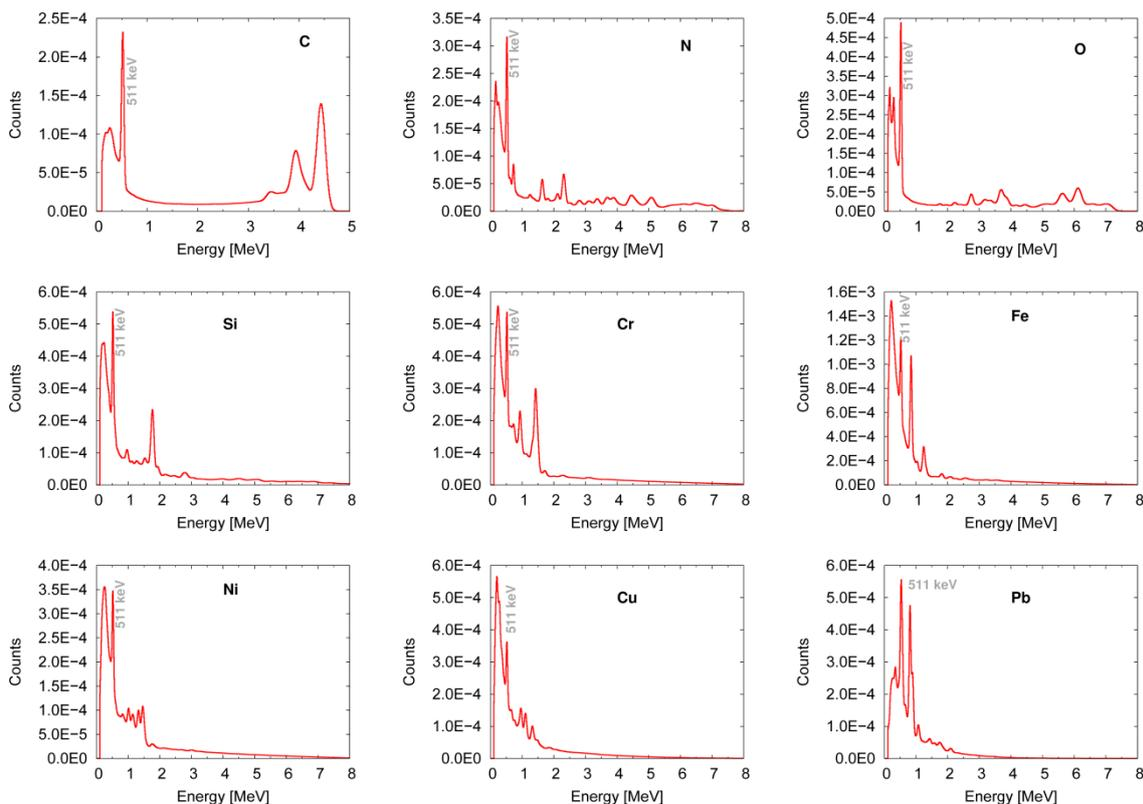 2.5E−4
2.0E−4
1.5E−4
1.0E−4
5.0E−5
0.0E0
Counts
C
511 keV
0 1 2 3 4 5
Energy [MeV]
3.5E−4
3.0E−4
2.5E−4
2.0E−4
1.5E−4
1.0E−4
5.0E−5
0.0E0
Counts
N
511 keV
0 1 2 3 4 5 6 7 8
Energy [MeV]
5.0E−4
4.5E−4
4.0E−4
3.5E−4
3.0E−4
2.5E−4
2.0E−4
1.5E−4
1.0E−4
5.0E−5
0.0E0
Counts
O
511 keV
0 1 2 3 4 5 6 7 8
Energy [MeV]
6.0E−4
5.0E−4
4.0E−4
3.0E−4
2.0E−4
1.0E−4
0.0E0
Counts
Si
511 keV
0 1 2 3 4 5 6 7 8
Energy [MeV]
6.0E−4
5.0E−4
4.0E−4
3.0E−4
2.0E−4
1.0E−4
0.0E0
Counts
Cr
511 keV
0 1 2 3 4 5 6 7 8
Energy [MeV]
1.6E−3
1.4E−3
1.2E−3
1.0E−3
8.0E−4
6.0E−4
4.0E−4
2.0E−4
0.0E0
Counts
Fe
511 keV
0 1 2 3 4 5 6 7 8
Energy [MeV]
4.0E−4
3.5E−4
3.0E−4
2.5E−4
2.0E−4
1.5E−4
1.0E−4
5.0E−5
0.0E0
Counts
Ni
511 keV
0 1 2 3 4 5 6 7 8
Energy [MeV]
6.0E−4
5.0E−4
4.0E−4
3.0E−4
2.0E−4
1.0E−4
0.0E0
Counts
Cu
511 keV
0 1 2 3 4 5 6 7 8
Energy [MeV]
6.0E−4
5.0E−4
4.0E−4
3.0E−4
2.0E−4
1.0E−4
0.0E0
Counts
Pb
511 keV
0 1 2 3 4 5 6 7 8
Energy [MeV]